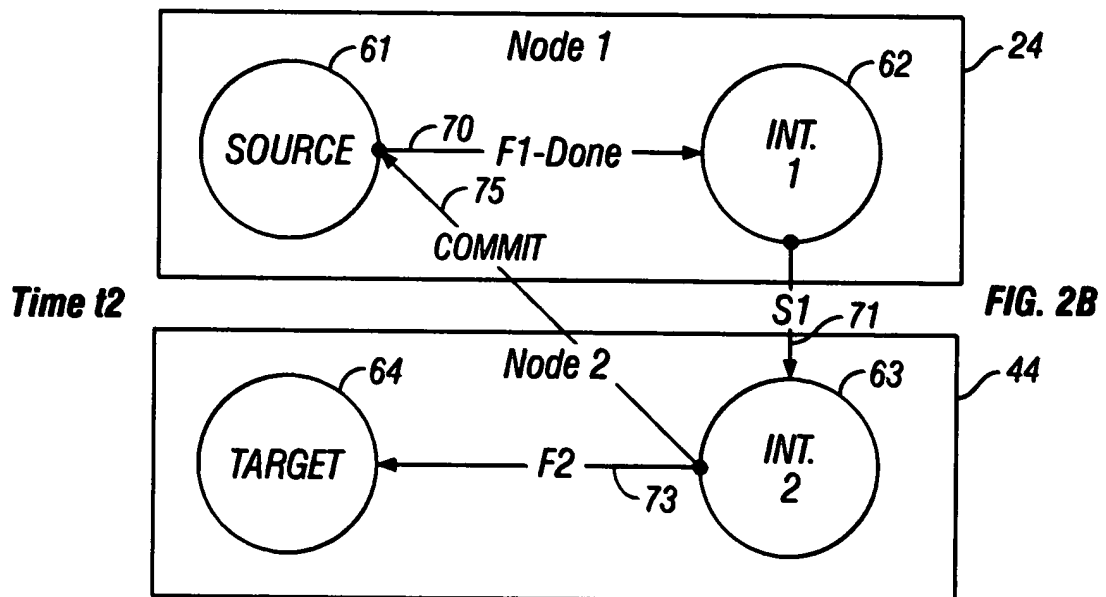 Node 1
61
62
24
SOURCE
70
F1-Done
INT.
1
75
COMMIT
Time t2
S1
71
FIG. 2B
Node 2
64
63
44
TARGET
F2
73
INT.
2